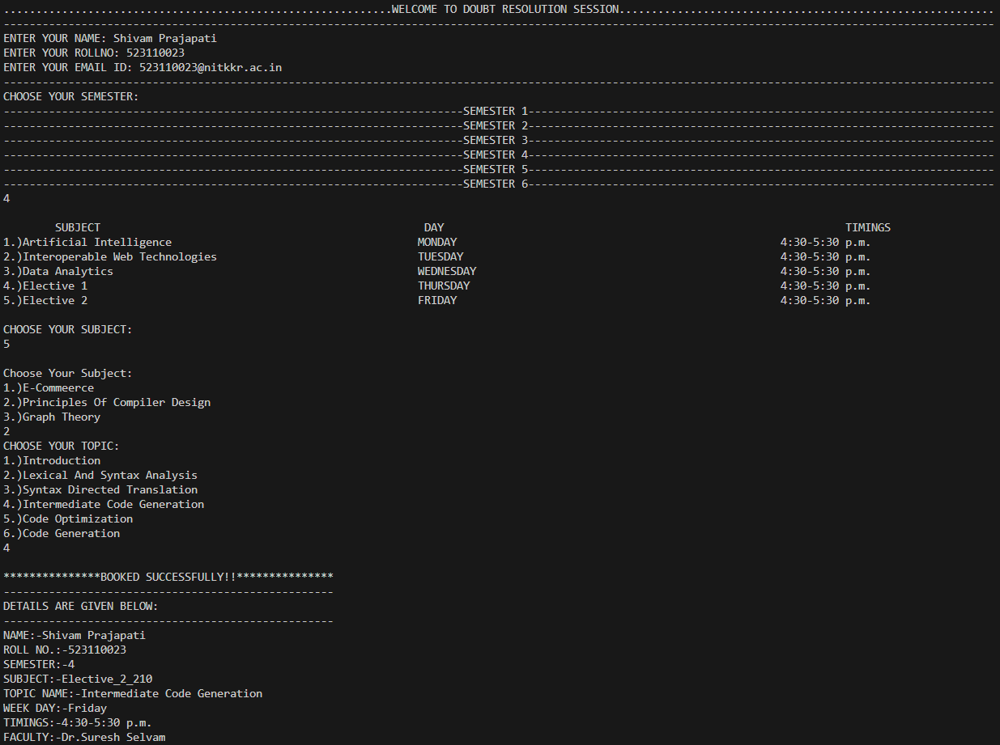 ............................................................WELCOME TO DOUBT RESOLUTION SESSION..........................................................
---------------------------------------------------------------------------------------------------------------------------------------------------------
ENTER YOUR NAME: Shivam Prajapati
ENTER YOUR ROLLNO: 523110023
ENTER YOUR EMAIL ID: 523110023@nitkkr.ac.in
---------------------------------------------------------------------------------------------------------------------------------------------------------
CHOOSE YOUR SEMESTER:
-----------------------------------------------------------------------SEMESTER 1------------------------------------------------------------------------
-----------------------------------------------------------------------SEMESTER 2------------------------------------------------------------------------
-----------------------------------------------------------------------SEMESTER 3------------------------------------------------------------------------
-----------------------------------------------------------------------SEMESTER 4------------------------------------------------------------------------
-----------------------------------------------------------------------SEMESTER 5------------------------------------------------------------------------
-----------------------------------------------------------------------SEMESTER 6------------------------------------------------------------------------
4
SUBJECT DAY TIMINGS
1.)Artificial Intelligence MONDAY 4:30-5:30 p.m.
2.)Interoperable Web Technologies TUESDAY 4:30-5:30 p.m.
3.)Data Analytics WEDNESDAY 4:30-5:30 p.m.
4.)Elective 1 THURSDAY 4:30-5:30 p.m.
5.)Elective 2 FRIDAY 4:30-5:30 p.m.
CHOOSE YOUR SUBJECT:
5
Choose Your Subject:
1.)E-Commeerce
2.)Principles Of Compiler Design
3.)Graph Theory
2
CHOOSE YOUR TOPIC:
1.)Introduction
2.)Lexical And Syntax Analysis
3.)Syntax Directed Translation
4.)Intermediate Code Generation
5.)Code Optimization
6.)Code Generation
4
***************BOOKED SUCCESSFULLY!!***************
---------------------------------------------------
DETAILS ARE GIVEN BELOW:
---------------------------------------------------
NAME:-Shivam Prajapati
ROLL NO.:-523110023
SEMESTER:-4
SUBJECT:-Elective_2_210
TOPIC NAME:-Intermediate Code Generation
WEEK DAY:-Friday
TIMINGS:-4:30-5:30 p.m.
FACULTY:-Dr.Suresh Selvam